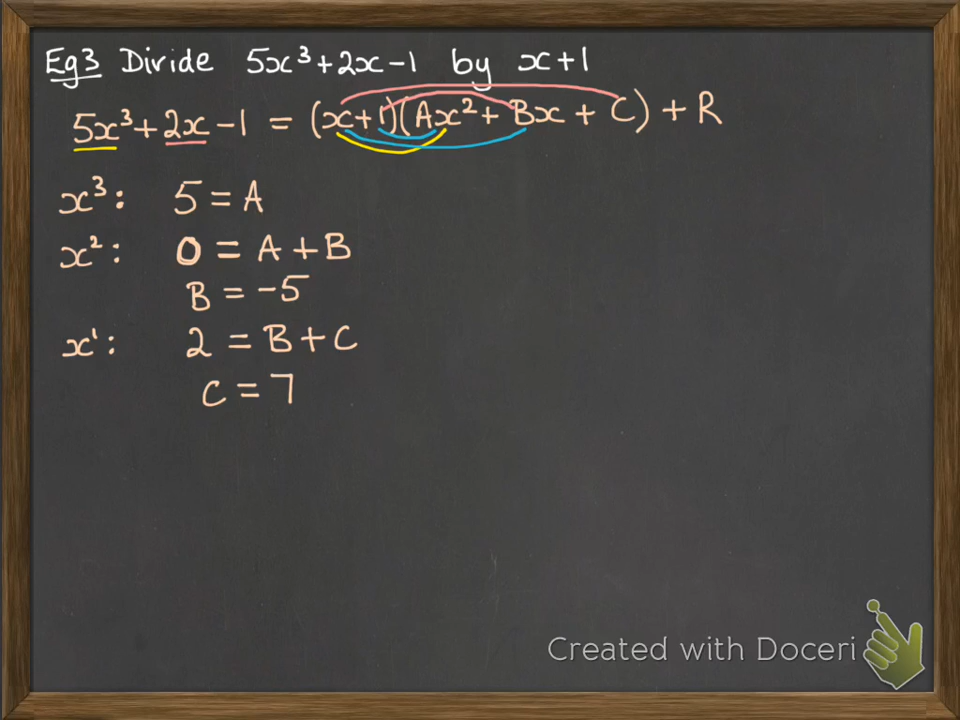 Eg3 Divide 5x³+2x-1 by x+1
5x³+2x-1 = (x+1)(Ax²+Bx+C)+R
x³: 5 = A
x²: 0 = A+B
B = -5
x¹: 2 = B+C
C = 7
Created with Doceri